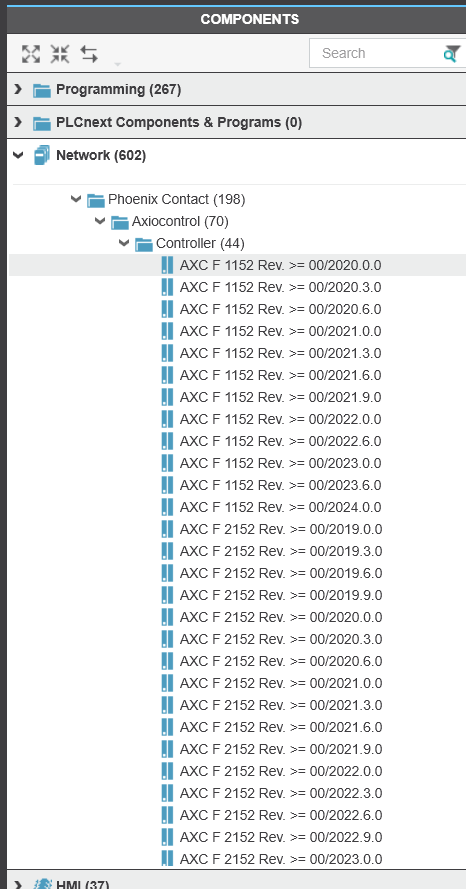 COMPONENTS
Search
Programming (267)
PLCnext Components & Programs (0)
Network (602)
Phoenix Contact (198)
Axiocontrol (70)
Controller (44)
AXC F 1152 Rev. >= 00/2020.0.0
AXC F 1152 Rev. >= 00/2020.3.0
AXC F 1152 Rev. >= 00/2020.6.0
AXC F 1152 Rev. >= 00/2021.0.0
AXC F 1152 Rev. >= 00/2021.3.0
AXC F 1152 Rev. >= 00/2021.6.0
AXC F 1152 Rev. >= 00/2021.9.0
AXC F 1152 Rev. >= 00/2022.0.0
AXC F 1152 Rev. >= 00/2022.6.0
AXC F 1152 Rev. >= 00/2023.0.0
AXC F 1152 Rev. >= 00/2023.6.0
AXC F 1152 Rev. >= 00/2024.0.0
AXC F 2152 Rev. >= 00/2019.0.0
AXC F 2152 Rev. >= 00/2019.3.0
AXC F 2152 Rev. >= 00/2019.6.0
AXC F 2152 Rev. >= 00/2019.9.0
AXC F 2152 Rev. >= 00/2020.0.0
AXC F 2152 Rev. >= 00/2020.3.0
AXC F 2152 Rev. >= 00/2020.6.0
AXC F 2152 Rev. >= 00/2021.0.0
AXC F 2152 Rev. >= 00/2021.3.0
AXC F 2152 Rev. >= 00/2021.6.0
AXC F 2152 Rev. >= 00/2021.9.0
AXC F 2152 Rev. >= 00/2022.0.0
AXC F 2152 Rev. >= 00/2022.3.0
AXC F 2152 Rev. >= 00/2022.6.0
AXC F 2152 Rev. >= 00/2022.9.0
AXC F 2152 Rev. >= 00/2023.0.0
HMI (37)